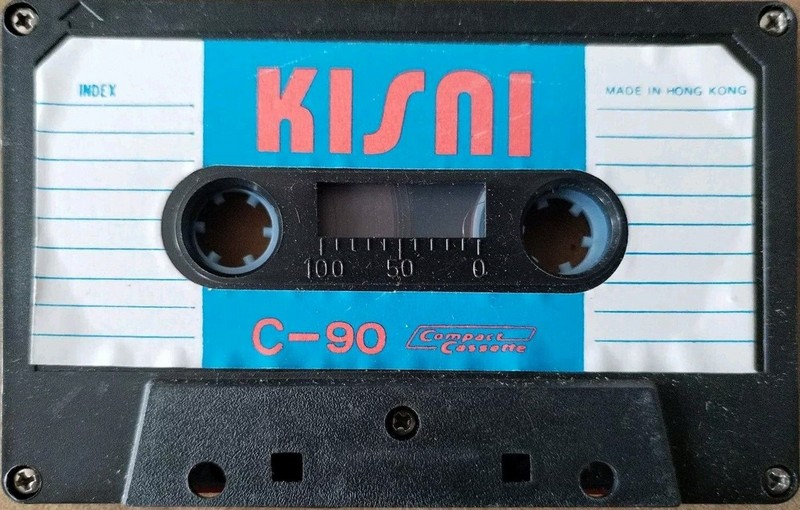 INDEX
MADE IN HONG KONG
KISNI
100 50 0
C-90
Compact
Cassette